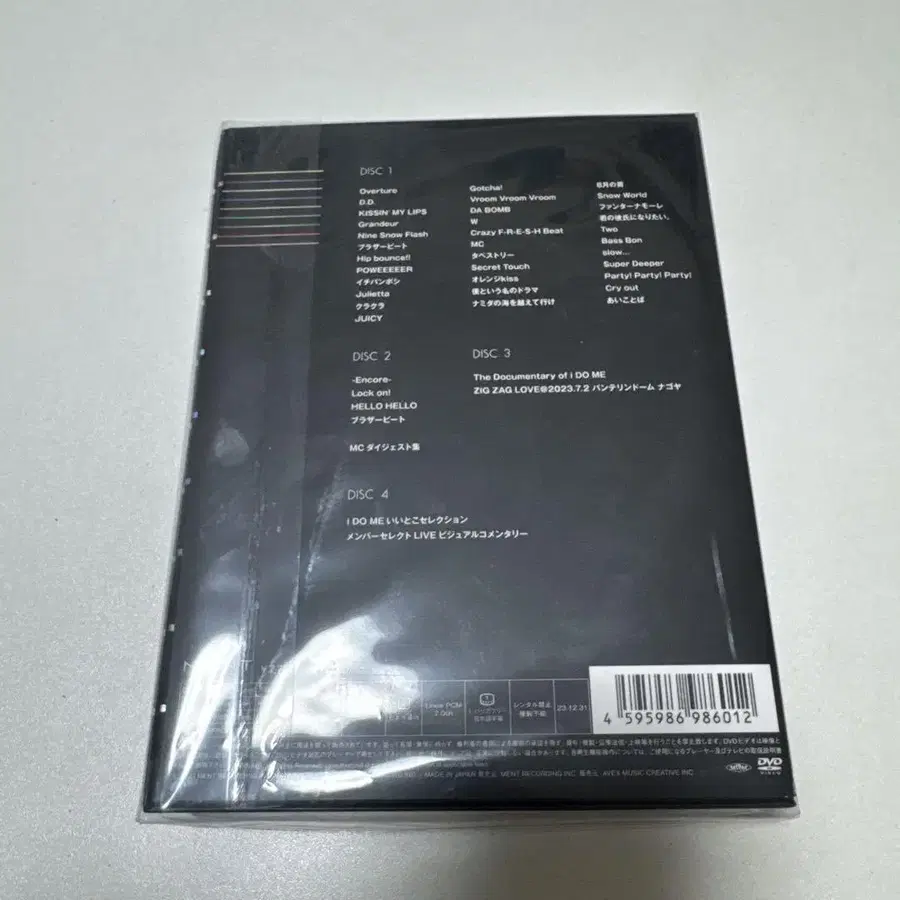 DISC 1
Overture
D.D.
KISSIN' MY LIPS
Grandeur
Nine Snow Flash
ブラザービート
Hip bounce!!
POWEEEEER
イチバンボシ
Julietta
クラクラ
JUICY
Gotcha!
Vroom Vroom Vroom
DA BOMB
W
Crazy F-R-E-S-H Beat
MC
タペストリー
Secret Touch
オレンジkiss
僕という名のドラマ
ナミダの海を越えて行け
Snow World
ファンターナモーレ
君の彼氏になりたい。
Two
Bass Bon
slow...
Super Deeper
Party! Party! Party!
Cry out
あいことば
DISC 2
-Encore-
Lock on!
HELLO HELLO
ブラザービート
MC ダイジェスト集
DISC 3
The Documentary of i DO ME
ZIG ZAG LOVE@2023.7.2 バンテリンドーム ナゴヤ
DISC 4
i DO ME いいとこセレクション
メンバーセレクト LIVE ビジュアルコメンタリー
Linear PCM
レンタル禁止
複製不能
23.12.31
4 595986 986012
MADE IN JAPAN
AVEX MUSIC CREATIVE INC.
DVD
VIDEO